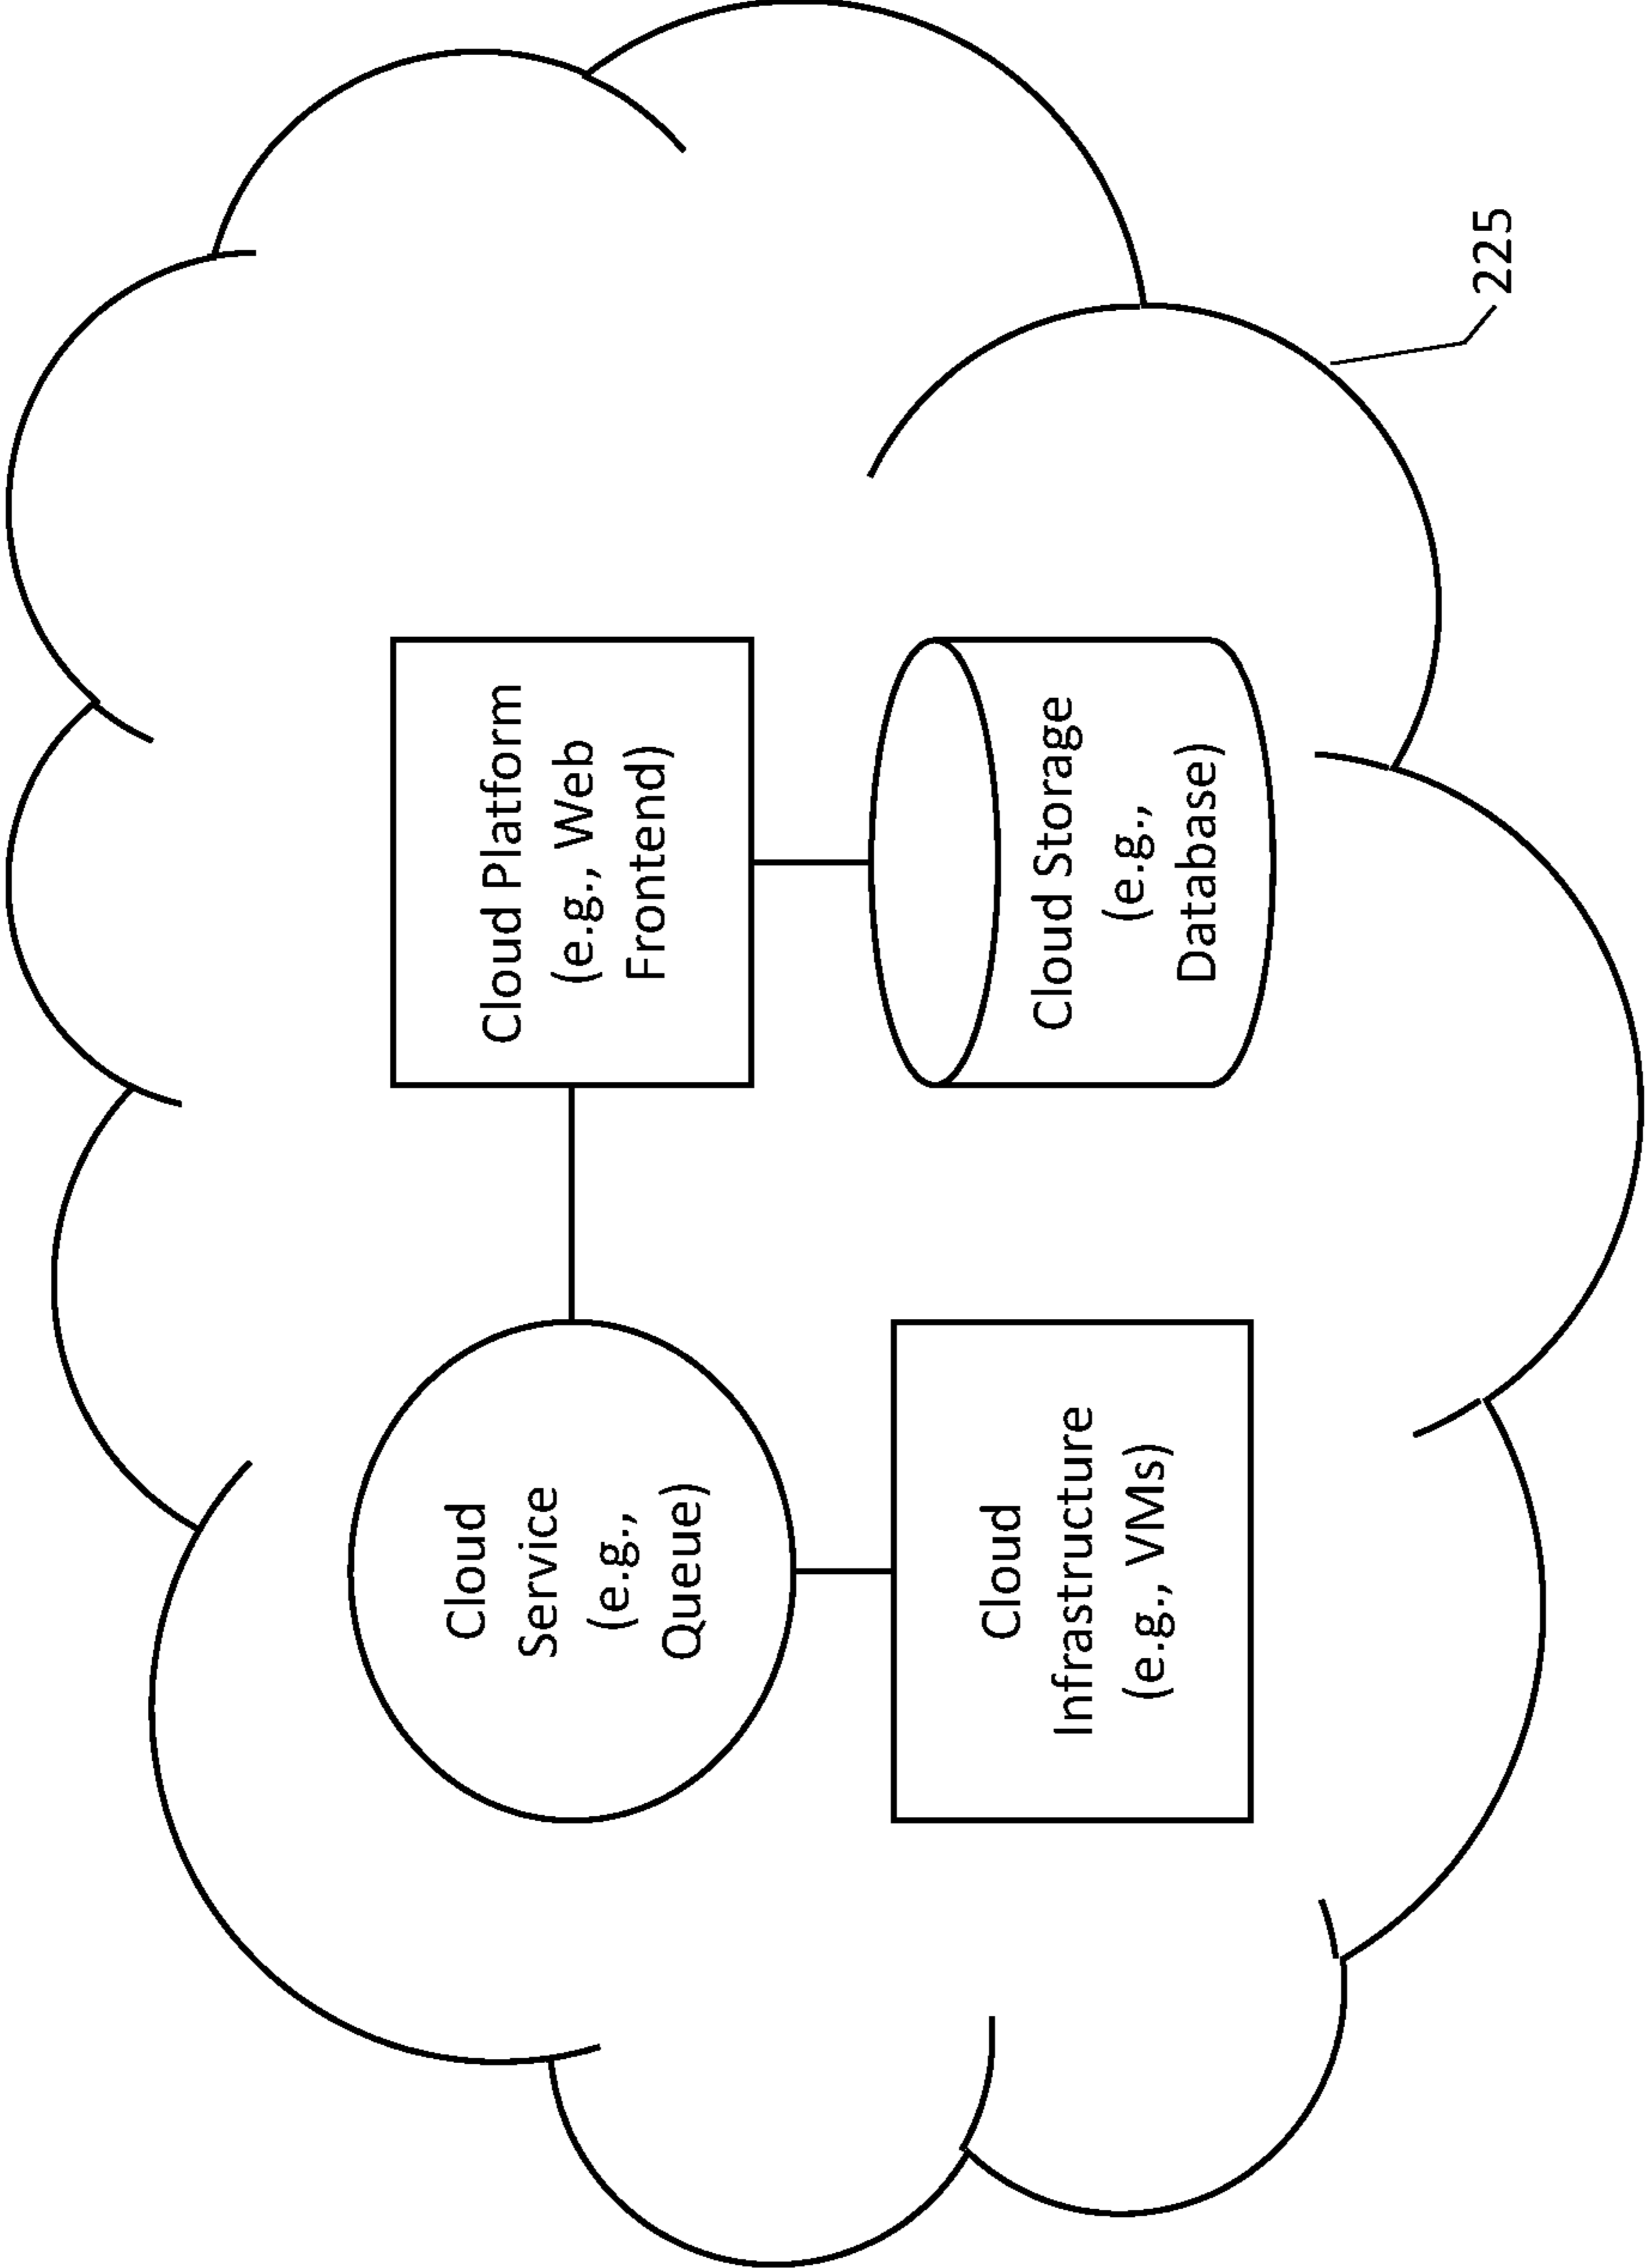 Cloud
Service
(e.g.,
Queue)
Cloud Platform
(e.g., Web
Frontend)
Cloud
Infrastructure
(e.g., VMs)
Cloud Storage
(e.g.,
Database)
225